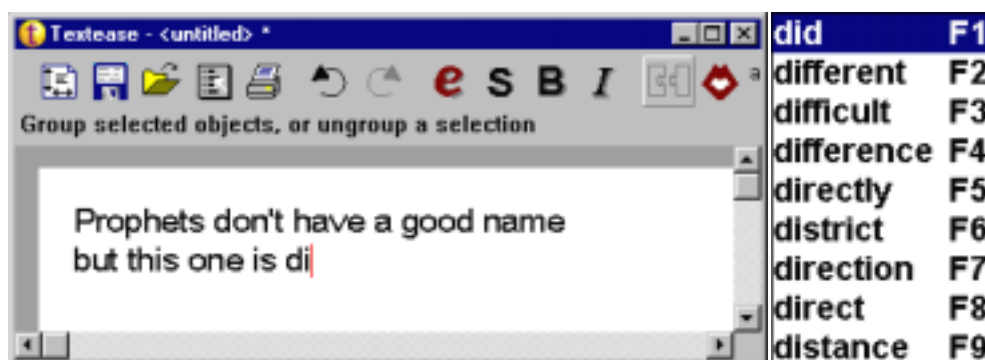 Textease - <untitled> *
e S B I a
Group selected objects, or ungroup a selection
Prophets don't have a good name
but this one is di
did F1
different F2
difficult F3
difference F4
directly F5
district F6
direction F7
direct F8
distance F9